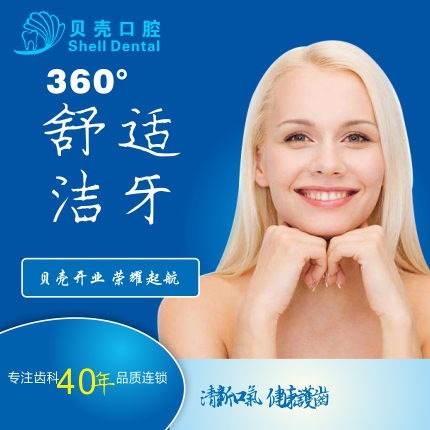 贝壳口腔
Shell Dental
360°
舒适
洁牙
贝壳开业 荣耀起航
专注齿科40年品质连锁
清新口氣 健康護齒